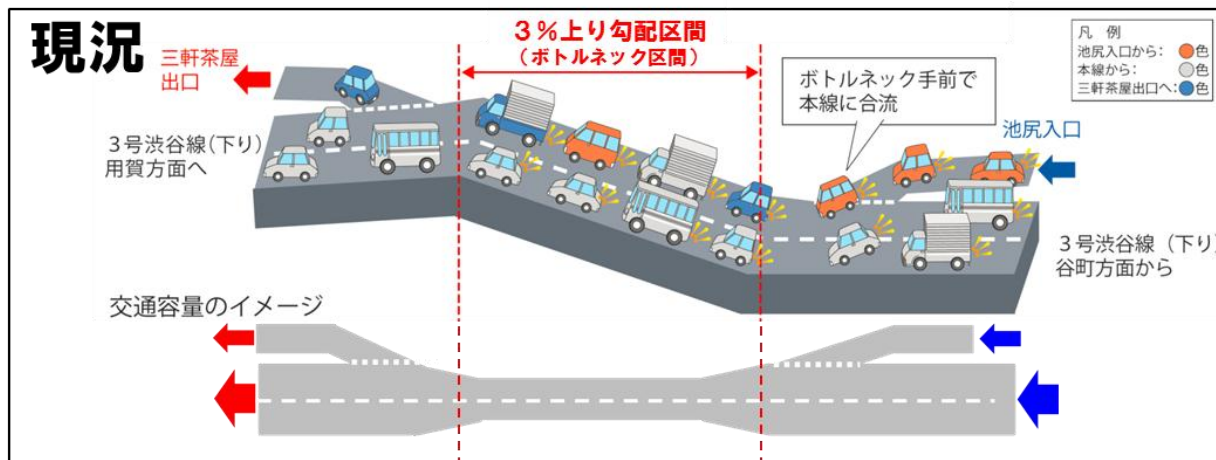 現況
三軒茶屋
出口
３％上り勾配区間
（ボトルネック区間）
凡　例
池尻入口から：　色
本線から：　色
三軒茶屋出口へ：　色
ボトルネック手前で
本線に合流
池尻入口
３号渋谷線（下り）
用賀方面へ
３号渋谷線（下り）
谷町方面から
交通容量のイメージ